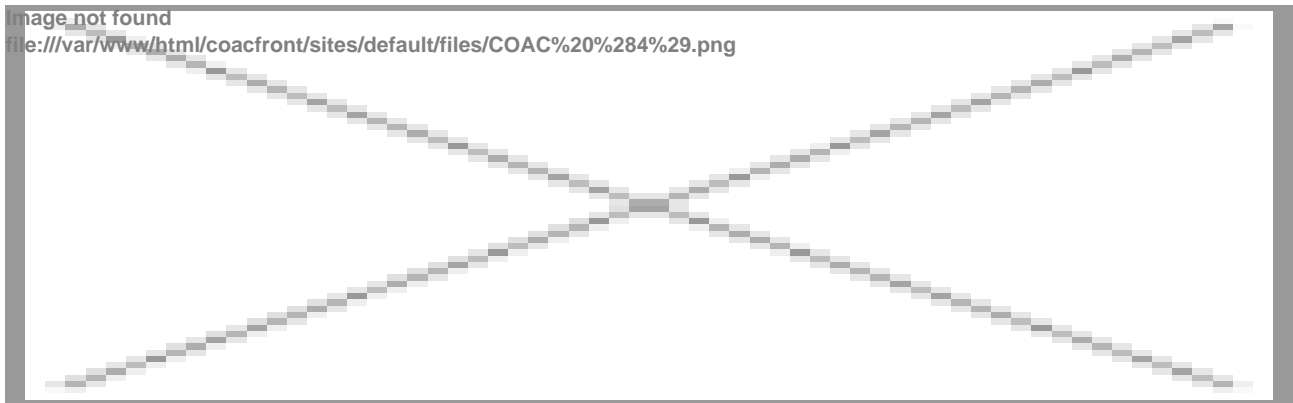 Image not found
file:///var/www/html/coacfront/sites/default/files/COAC%20%284%29.png